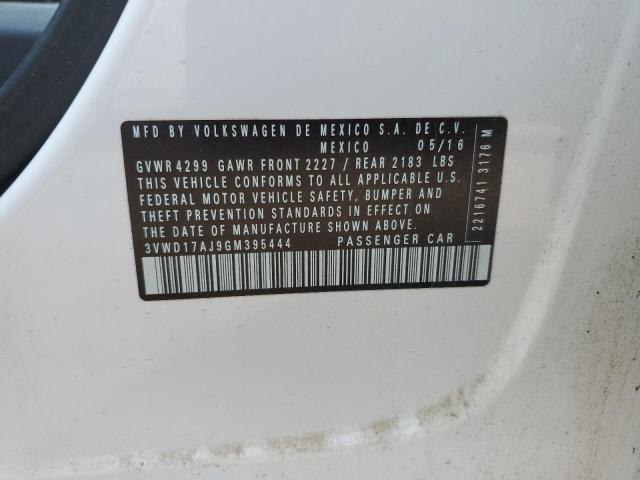 MFD BY VOLKSWAGEN DE MEXICO S.A. DE C.V.
MEXICO 05/16
GVWR 4299 GAWR FRONT 2227 / REAR 2183 LBS
THIS VEHICLE CONFORMS TO ALL APPLICABLE U.S.
FEDERAL MOTOR VEHICLE SAFETY, BUMPER AND
THEFT PREVENTION STANDARDS IN EFFECT ON
THE DATE OF MANUFACTURE SHOWN ABOVE.
3VWD17AJ9GM395444 PASSENGER CAR
2216741 3176 M